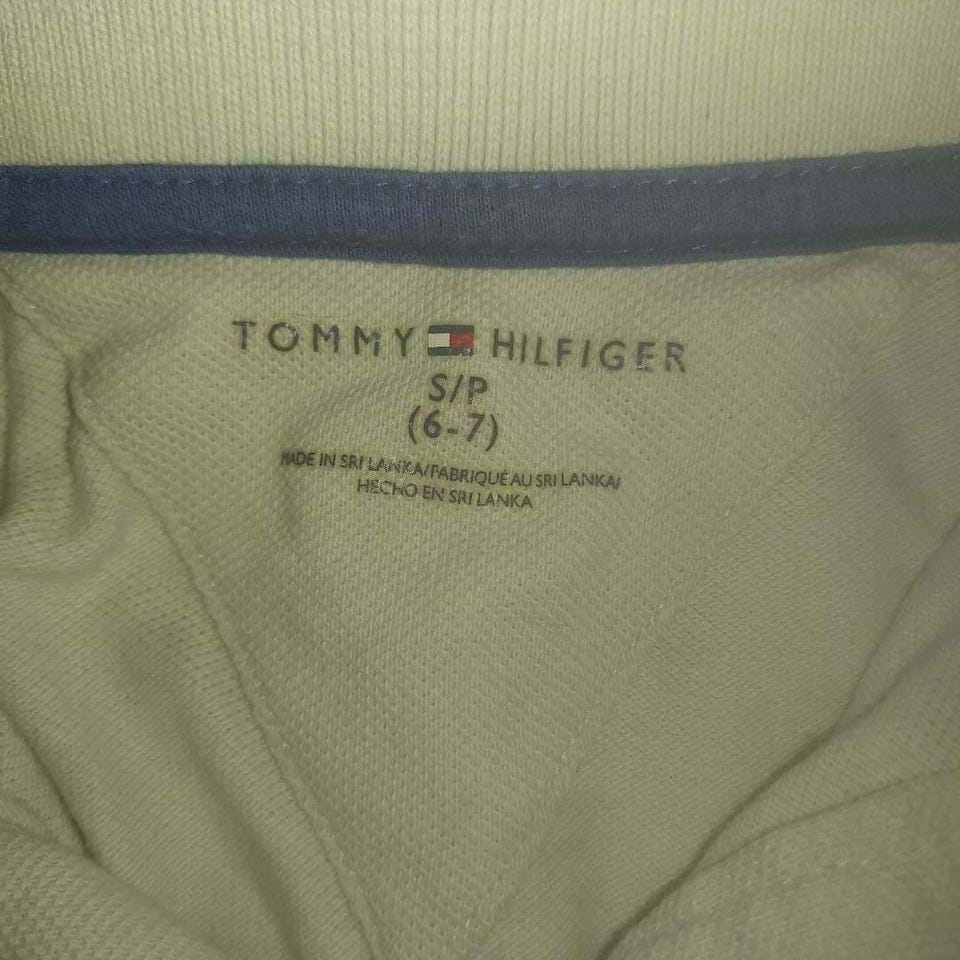 TOMMY HILFIGER
S/P
(6-7)
MADE IN SRI LANKA/FABRIQUÉ AU SRI LANKA/
HECHO EN SRI LANKA